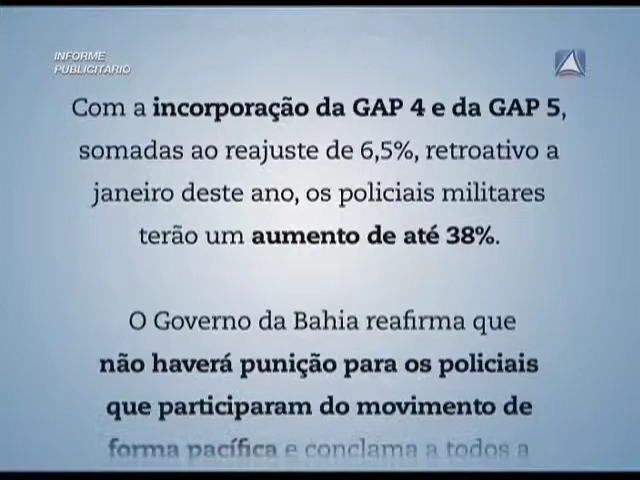 INFORME
PUBLICITÁRIO
Com a incorporação da GAP 4 e da GAP 5,
somadas ao reajuste de 6,5%, retroativo a
janeiro deste ano, os policiais militares
terão um aumento de até 38%.
O Governo da Bahia reafirma que
não haverá punição para os policiais
que participaram do movimento de
forma pacífica e conclama a todos a